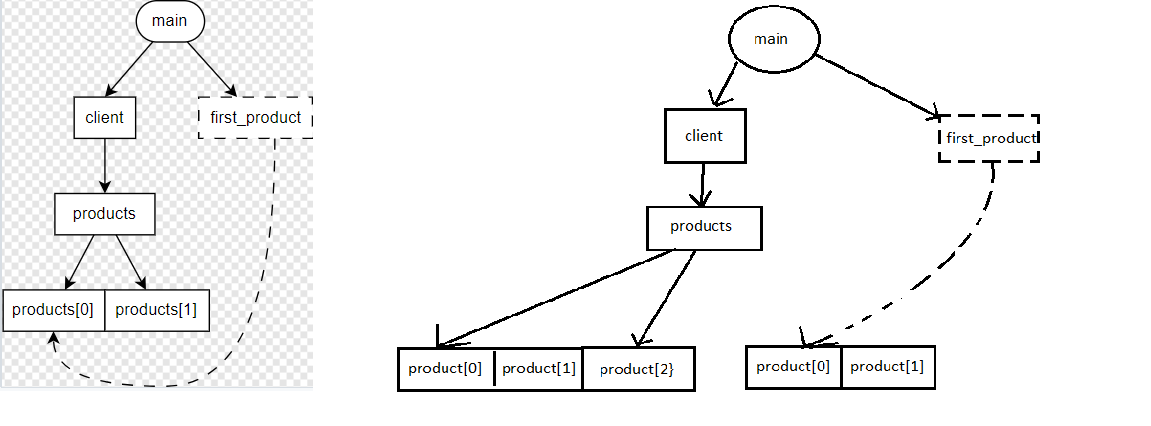 main
client
first_product
products
products[0]
products[1]
main
client
first_product
products
product[0]
product[1]
product[2}
product[0]
product[1]